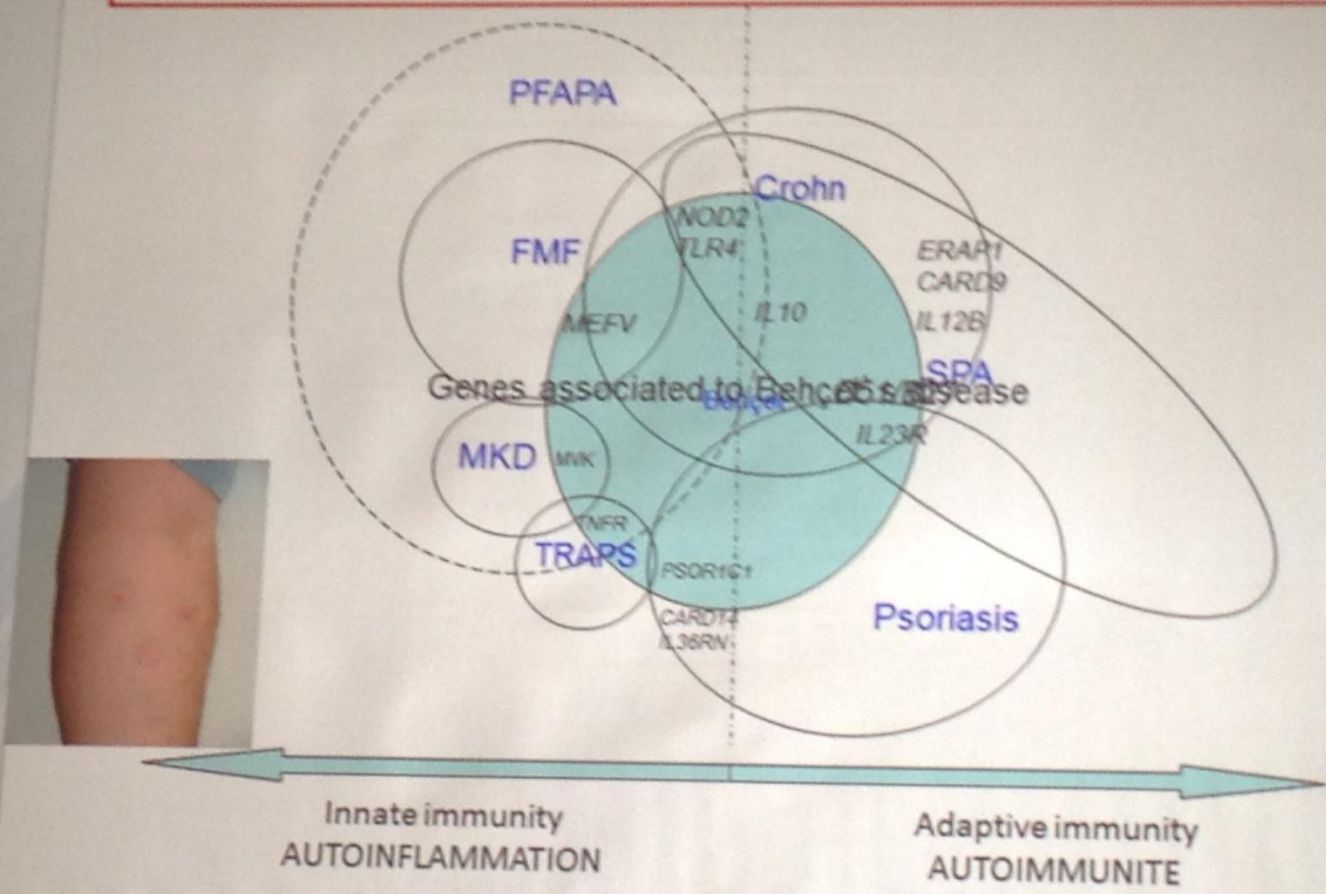 PFAPA
Crohn
NOD2
TLR4
FMF
ERAP1
CARD9
IL10
IL12B
MEFV
SPA
Genes associated to Behçet's disease
Behçet
IL23R
MKD
MVK
TNFR
TRAPS
PSOR1C1
CARD14
IL36RN
Psoriasis
Innate immunity
AUTOINFLAMMATION
Adaptive immunity
AUTOIMMUNITE